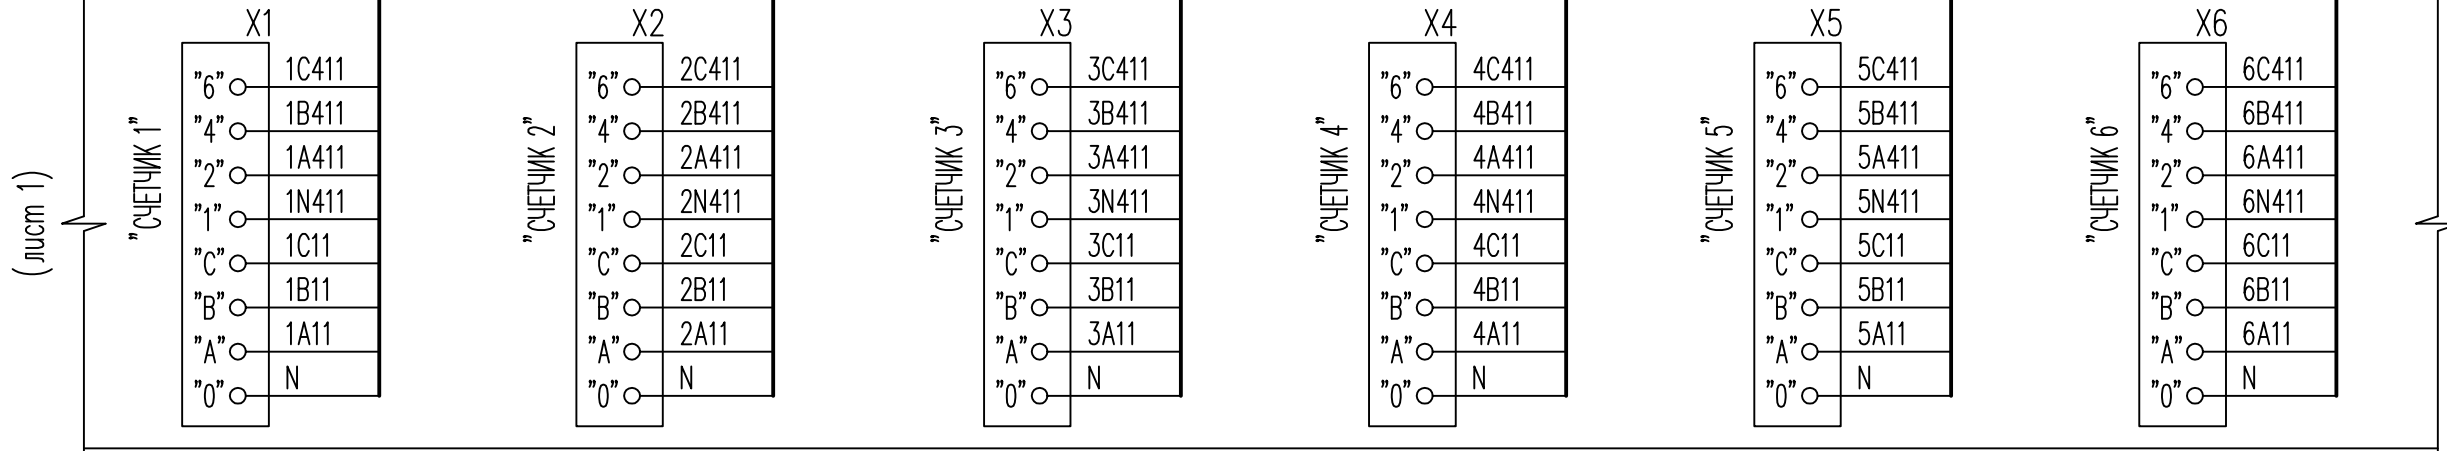 (лист 1)
X1
"СЧЕТЧИК 1"
"6" 1C411
"4" 1B411
"2" 1A411
"1" 1N411
"C" 1C11
"B" 1B11
"A" 1A11
"0" N
X2
"СЧЕТЧИК 2"
"6" 2C411
"4" 2B411
"2" 2A411
"1" 2N411
"C" 2C11
"B" 2B11
"A" 2A11
"0" N
X3
"СЧЕТЧИК 3"
"6" 3C411
"4" 3B411
"2" 3A411
"1" 3N411
"C" 3C11
"B" 3B11
"A" 3A11
"0" N
X4
"СЧЕТЧИК 4"
"6" 4C411
"4" 4B411
"2" 4A411
"1" 4N411
"C" 4C11
"B" 4B11
"A" 4A11
"0" N
X5
"СЧЕТЧИК 5"
"6" 5C411
"4" 5B411
"2" 5A411
"1" 5N411
"C" 5C11
"B" 5B11
"A" 5A11
"0" N
X6
"СЧЕТЧИК 6"
"6" 6C411
"4" 6B411
"2" 6A411
"1" 6N411
"C" 6C11
"B" 6B11
"A" 6A11
"0" N